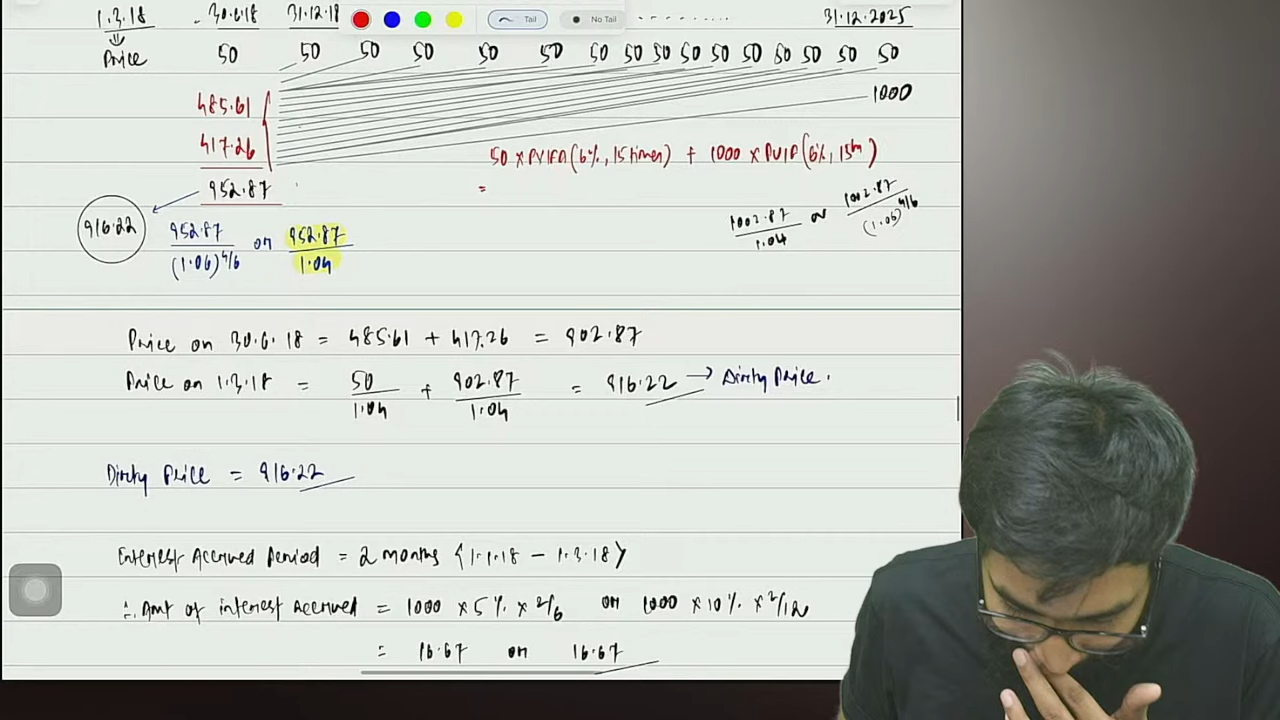 1.3.18 30.6.18 31.12.18 31.12.2025
Tail No Tail
Price 50 50 50 50 50 50 50 50 50 50 50 50 50 50 50 50
485.61 1000
417.26
50 x PVIFA (6%, 15 times) + 1000 x PVIF (6%, 15th)
=
952.87
916.22
952.87/(1.06)^4/6 or 952.87/1.04
1002.87/1.04 or 1002.87/(1.06)^4/6
Price on 30.6.18 = 485.61 + 417.26 = 902.87
Price on 1.3.18 = 50/1.04 + 902.87/1.04 = 916.22 → Dirty Price.
Dirty Price = 916.22
Interest Accrued Period = 2 months {1.1.18 - 1.3.18}
∴ Amt of interest Accrued = 1000 x 5% x 2/6 or 1000 x 10% x 2/12
= 16.67 or 16.67